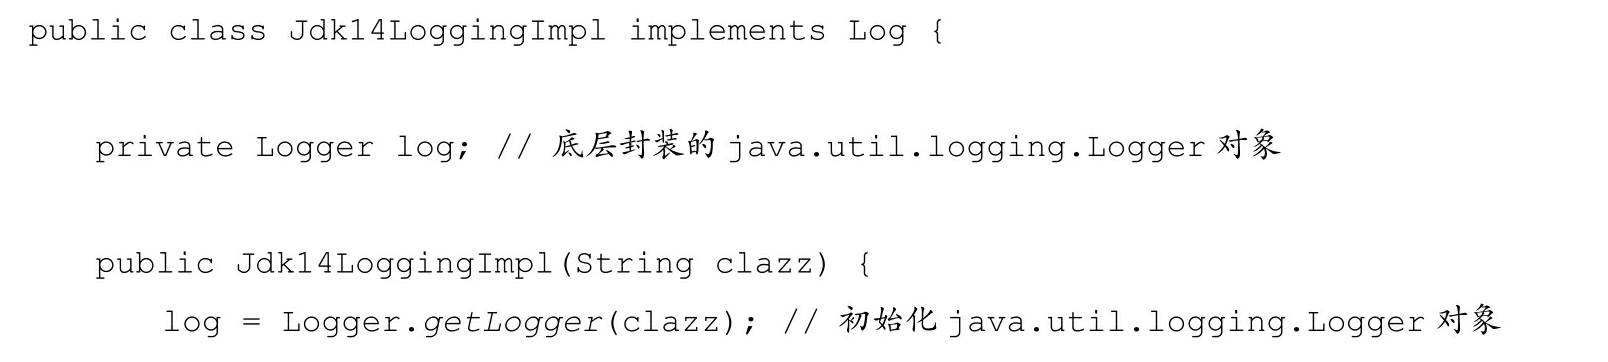 public class Jdk14LoggingImpl implements Log {
private Logger log; // 底层封装的 java.util.logging.Logger 对象
public Jdk14LoggingImpl(String clazz) {
log = Logger.getLogger(clazz); // 初始化 java.util.logging.Logger 对象